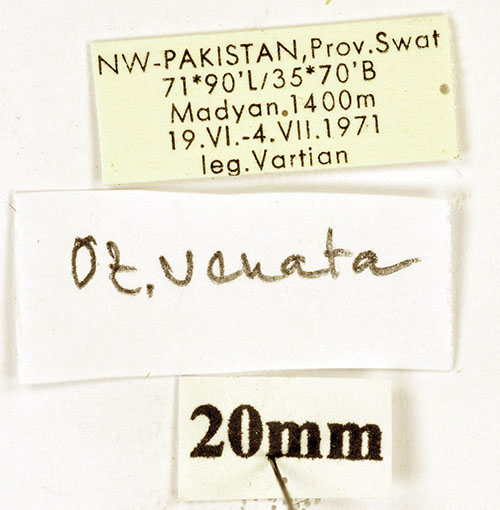 NW-PAKISTAN,Prov.Swat
71*90'L/35*70'B
Madyan.1400m
19.VI.-4.VII.1971
leg.Vartian
Oz.venata
20mm